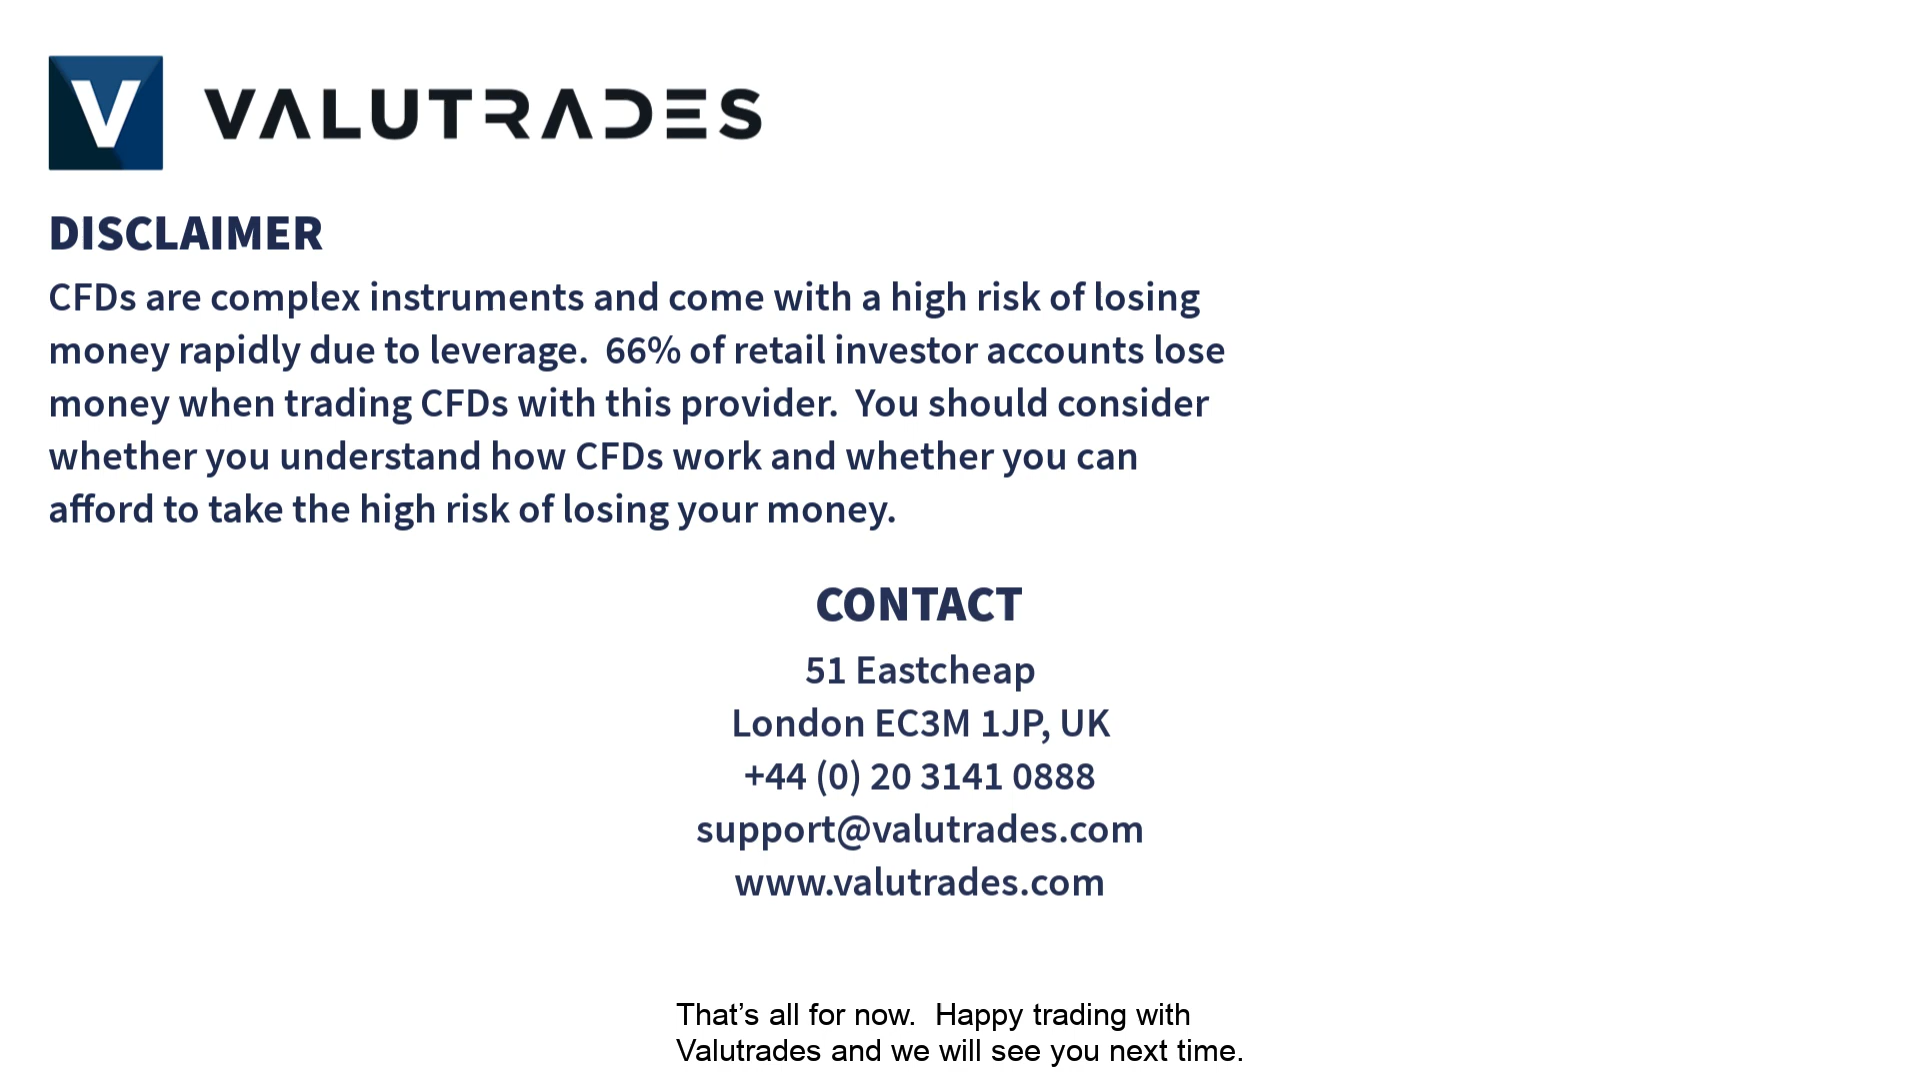 V VALUTRADES
DISCLAIMER
CFDs are complex instruments and come with a high risk of losing
money rapidly due to leverage.  66% of retail investor accounts lose
money when trading CFDs with this provider.  You should consider
whether you understand how CFDs work and whether you can
afford to take the high risk of losing your money.
CONTACT
51 Eastcheap
London EC3M 1JP, UK
+44 (0) 20 3141 0888
support@valutrades.com
www.valutrades.com
That’s all for now.  Happy trading with
Valutrades and we will see you next time.